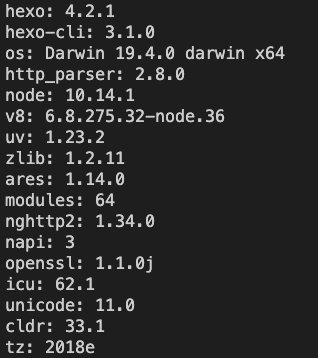 hexo: 4.2.1
hexo-cli: 3.1.0
os: Darwin 19.4.0 darwin x64
http_parser: 2.8.0
node: 10.14.1
v8: 6.8.275.32-node.36
uv: 1.23.2
zlib: 1.2.11
ares: 1.14.0
modules: 64
nghttp2: 1.34.0
napi: 3
openssl: 1.1.0j
icu: 62.1
unicode: 11.0
cldr: 33.1
tz: 2018e